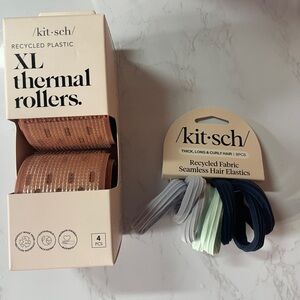 /kit·sch/
RECYCLED PLASTIC
XL
thermal
rollers.
4
PCS
/kit·sch/
THICK, LONG & CURLY HAIR | 8PCS
Recycled Fabric
Seamless Hair Elastics